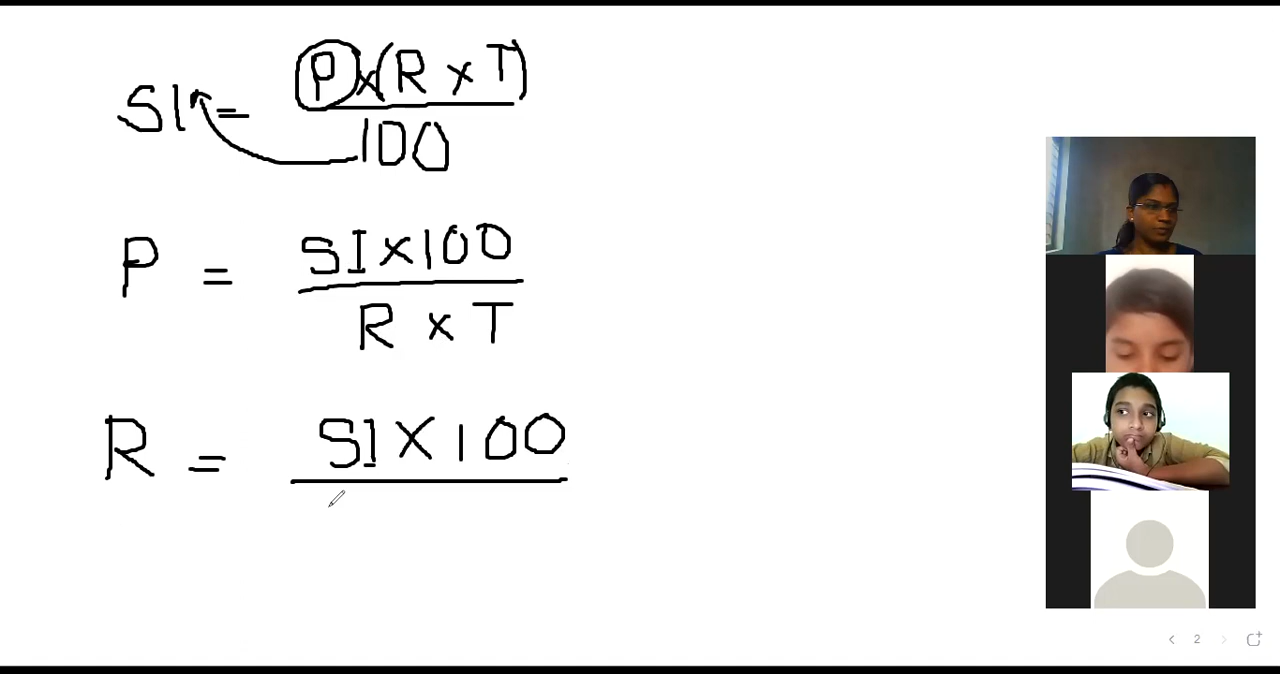 SI = P x (R x T)
100
P = SI x 100
R x T
R = SI X 100
2